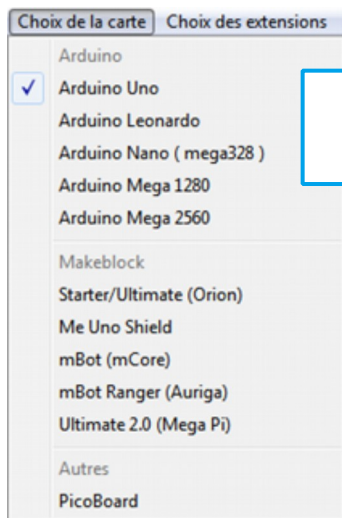 Choix de la carte Choix des extensions
Arduino
Arduino Uno
Arduino Leonardo
Arduino Nano ( mega328 )
Arduino Mega 1280
Arduino Mega 2560
Makeblock
Starter/Ultimate (Orion)
Me Uno Shield
mBot (mCore)
mBot Ranger (Auriga)
Ultimate 2.0 (Mega Pi)
Autres
PicoBoard